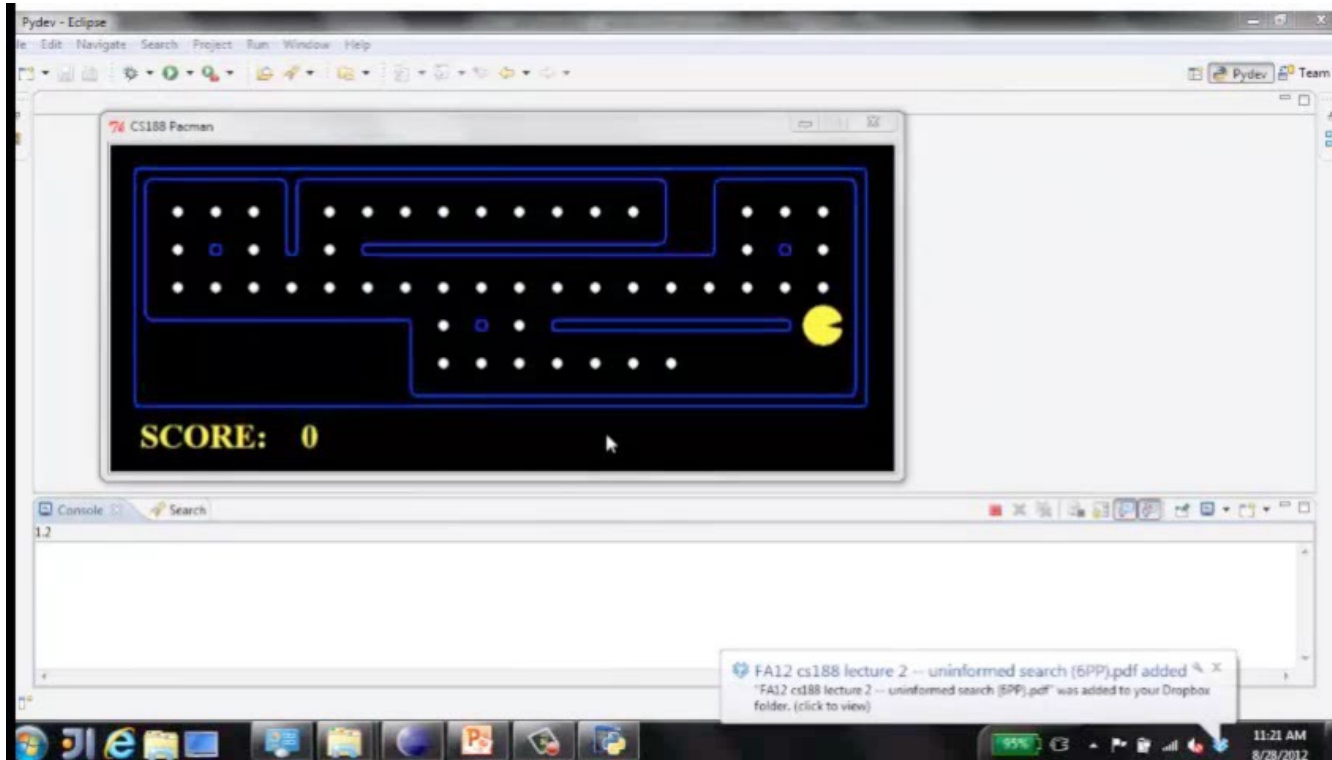 Pydev - Eclipse
le Edit Navigate Search Project Run Window Help
Pydev Team
76 CS188 Pacman
SCORE: 0
Console Search
1.2
FA12 cs188 lecture 2 -- uninformed search (6PP).pdf added
"FA12 cs188 lecture 2 -- uninformed search (6PP).pdf" was added to your Dropbox
folder. (click to view)
95%
11:21 AM
8/28/2012